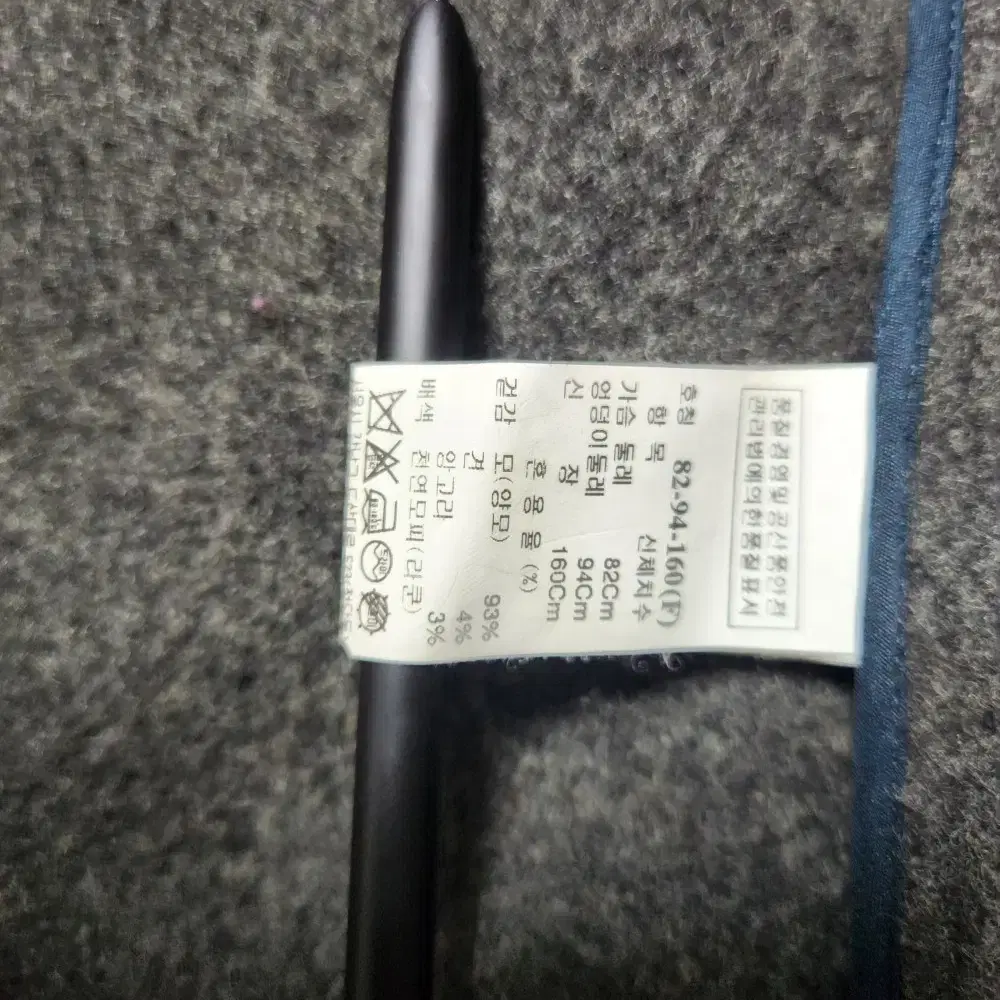 품질경영및공산품안전
관리법에의한품질표시
호칭 82-94-160(F)
항목 신체치수
가슴둘레 82Cm
엉덩이둘레 94Cm
신장 160Cm
혼용율(%)
겉감 모(양모) 93%
견 4%
앙고라 3%
배색 천연모피(라쿤)
드라이